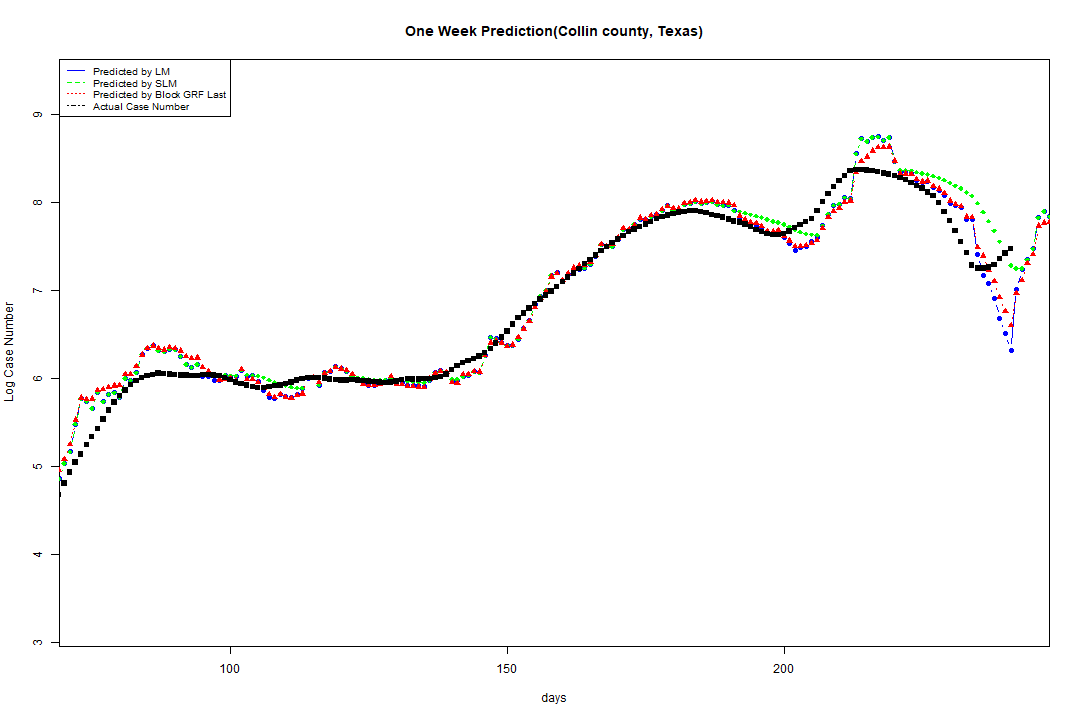 One Week Prediction(Collin county, Texas)
Predicted by LM
Predicted by SLM
Predicted by Block GRF Last
Actual Case Number
9
8
7
6
5
4
3
Log Case Number
100 150 200
days